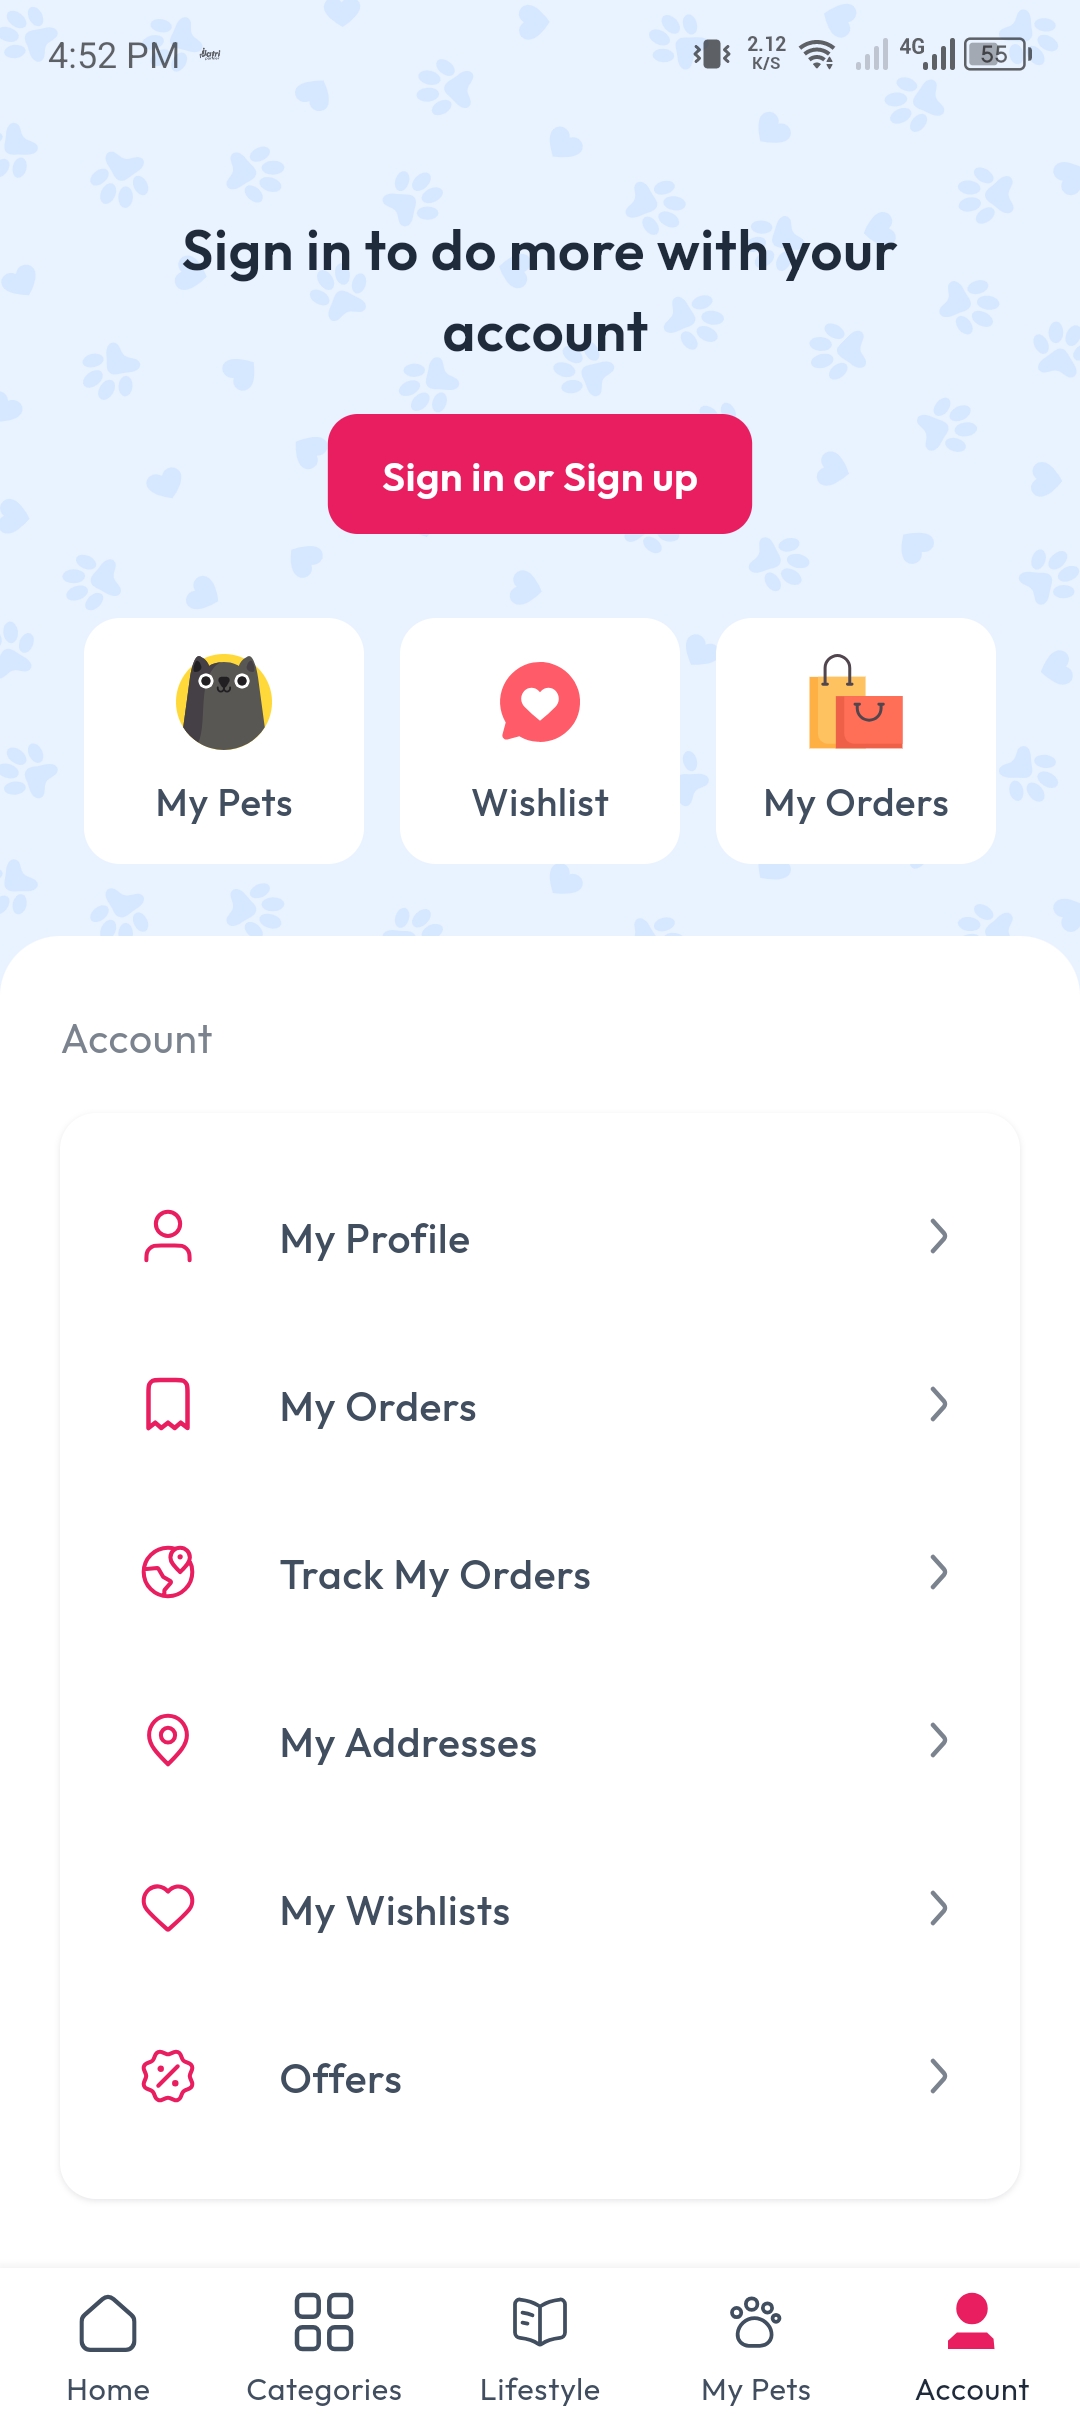 4:52 PM
2.12
K/S
4G
55
Sign in to do more with your
account
Sign in or Sign up
My Pets
Wishlist
My Orders
Account
My Profile
My Orders
Track My Orders
My Addresses
My Wishlists
Offers
Home
Categories
Lifestyle
My Pets
Account